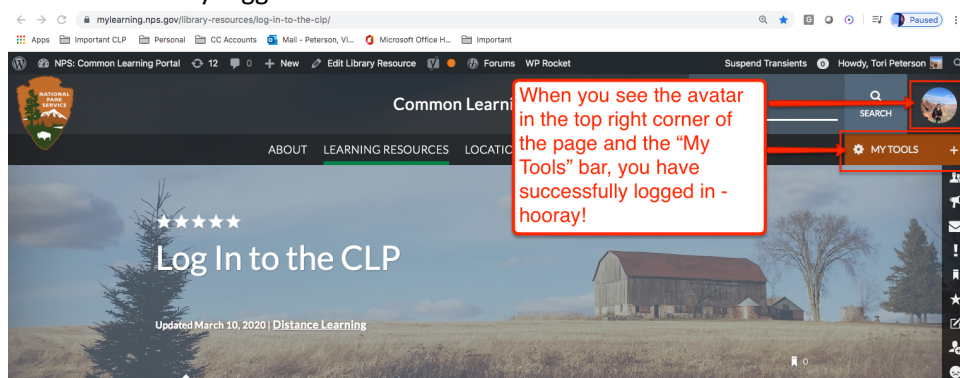 mylearning.nps.gov/library-resources/log-in-to-the-clp/
Paused
Apps Important CLP Personal CC Accounts Mail - Peterson, Vi... Microsoft Office H... Important
NPS: Common Learning Portal 12 0 + New Edit Library Resource Forums WP Rocket Suspend Transients 0 Howdy, Tori Peterson
NATIONAL
PARK
SERVICE
Common Learni
SEARCH
ABOUT LEARNING RESOURCES LOCATIO
MY TOOLS +
When you see the avatar
in the top right corner of
the page and the “My
Tools” bar, you have
successfully logged in -
hooray!
Log In to the CLP
Updated March 10, 2020 | Distance Learning
0